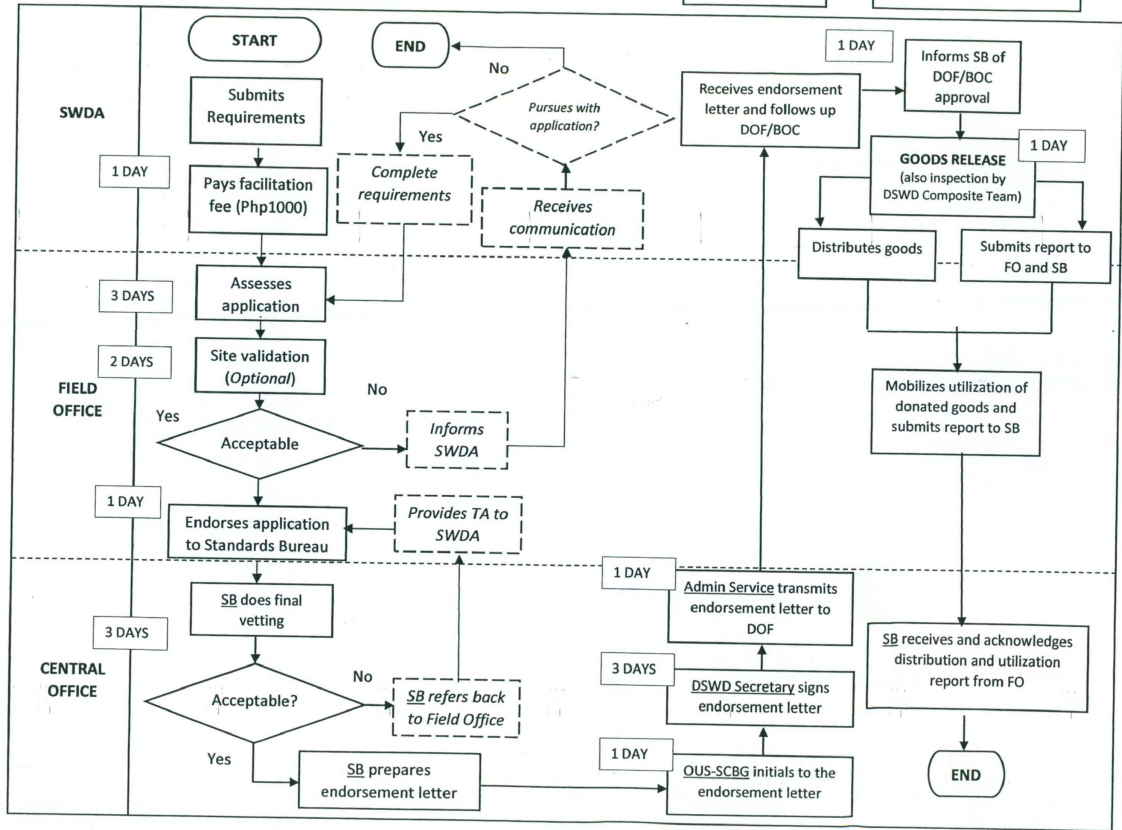 START
END
1 DAY
Informs SB of
DOF/BOC
approval
No
Submits
Requirements
Pursues with
application?
Receives endorsement
letter and follows up
DOF/BOC
SWDA
Yes
1 DAY
GOODS RELEASE
(also inspection by
DSWD Composite Team)
1 DAY
Pays facilitation
fee (Php1000)
Complete
requirements
Receives
communication
Distributes goods
Submits report to
FO and SB
3 DAYS
Assesses
application
2 DAYS
Site validation
(Optional)
FIELD
OFFICE
No
Yes
Acceptable
Informs
SWDA
Mobilizes utilization of
donated goods and
submits report to SB
1 DAY
Endorses application
to Standards Bureau
Provides TA to
SWDA
1 DAY
Admin Service transmits
endorsement letter to
DOF
SB does final
vetting
3 DAYS
SB receives and acknowledges
distribution and utilization
report from FO
CENTRAL
OFFICE
Acceptable?
No
SB refers back
to Field Office
3 DAYS
DSWD Secretary signs
endorsement letter
Yes
SB prepares
endorsement letter
1 DAY
OUS-SCBG initials to the
endorsement letter
END